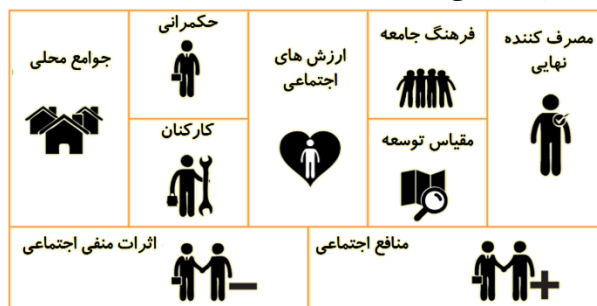 مصرف کننده
نهایی
فرهنگ جامعه
مقیاس توسعه
ارزش های
اجتماعی
حکمرانی
کارکنان
جوامع محلی
منافع اجتماعی
اثرات منفی اجتماعی